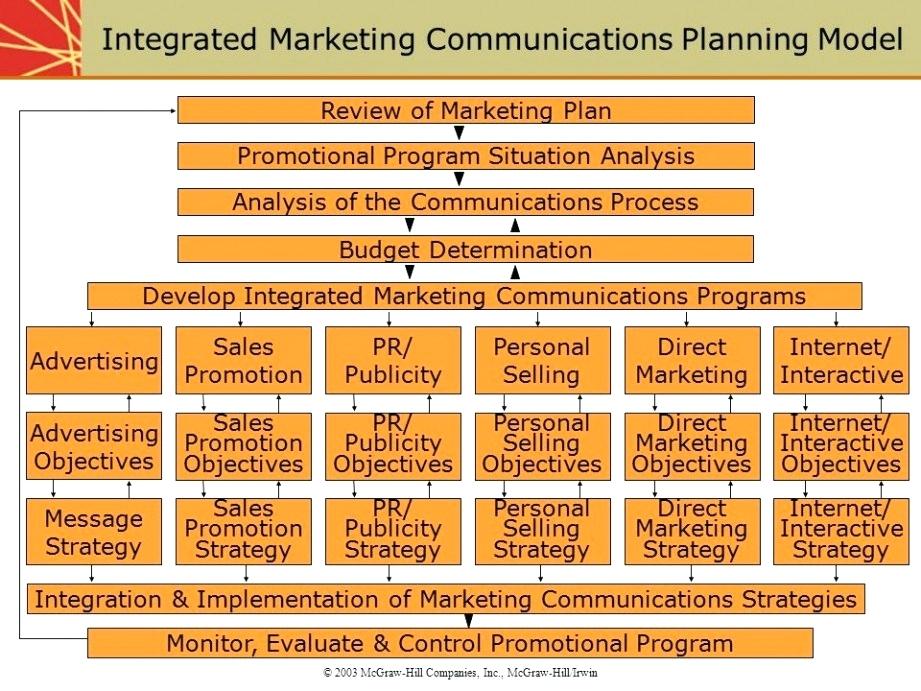 Integrated Marketing Communications Planning Model
Review of Marketing Plan
Promotional Program Situation Analysis
Analysis of the Communications Process
Budget Determination
Develop Integrated Marketing Communications Programs
Advertising
Sales
Promotion
PR/
Publicity
Personal
Selling
Direct
Marketing
Internet/
Interactive
Advertising
Objectives
Sales
Promotion
Objectives
PR/
Publicity
Objectives
Personal
Selling
Objectives
Direct
Marketing
Objectives
Internet/
Interactive
Objectives
Message
Strategy
Sales
Promotion
Strategy
PR/
Publicity
Strategy
Personal
Selling
Strategy
Direct
Marketing
Strategy
Internet/
Interactive
Strategy
Integration & Implementation of Marketing Communications Strategies
Monitor, Evaluate & Control Promotional Program
© 2003 McGraw-Hill Companies, Inc., McGraw-Hill/Irwin